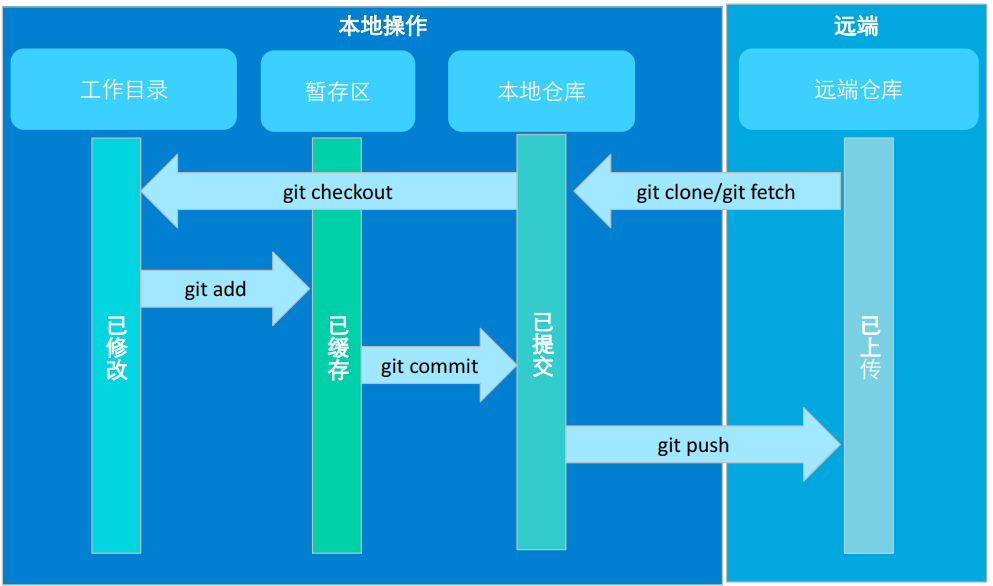 本地操作
远端
工作目录
暂存区
本地仓库
远端仓库
git checkout
git clone/git fetch
git add
已修改
已缓存
已提交
已上传
git commit
git push